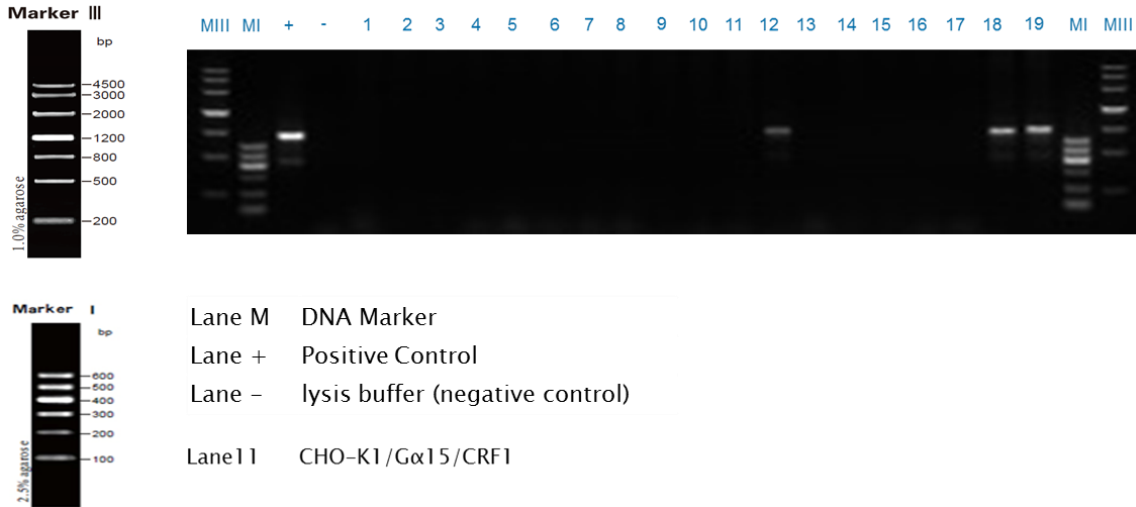 Marker Ⅲ
bp
4500
3000
2000
1200
800
500
200
1.0% agarose
MIII MI + - 1 2 3 4 5 6 7 8 9 10 11 12 13 14 15 16 17 18 19 MI MIII
Marker I
bp
600
500
400
300
200
100
2.5% agarose
Lane M DNA Marker
Lane + Positive Control
Lane – lysis buffer (negative control)
Lane11 CHO-K1/Gα15/CRF1